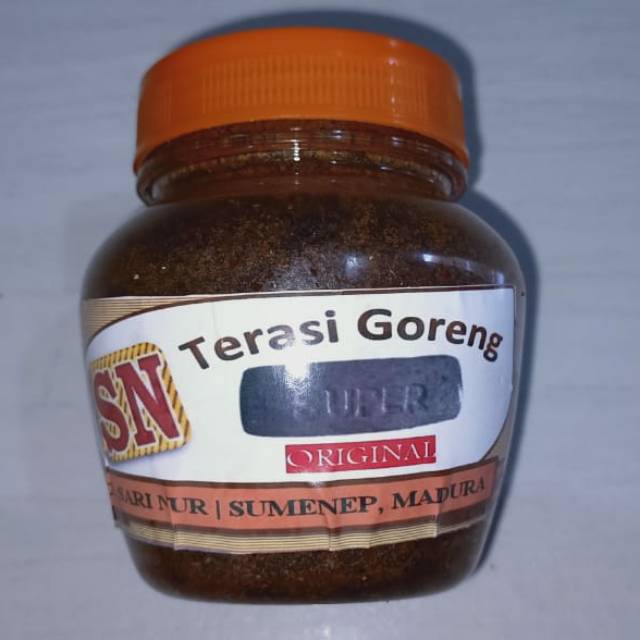 Terasi Goreng
SN
SUPER
ORIGINAL
SARI NUR | SUMENEP, MADURA